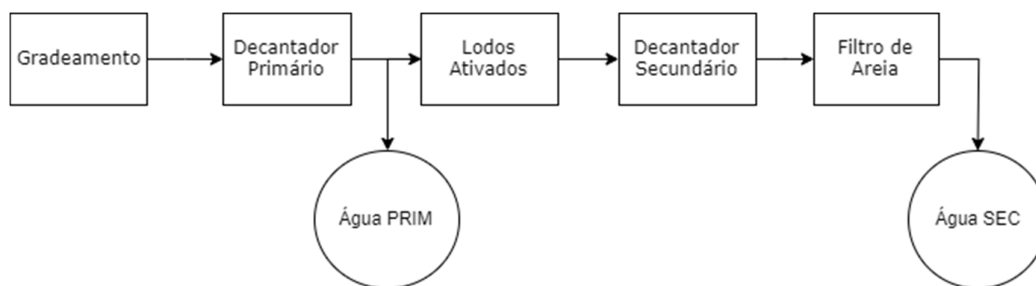 Gradeamento
Decantador
Primário
Lodos
Ativados
Decantador
Secundário
Filtro de
Areia
Água PRIM
Água SEC